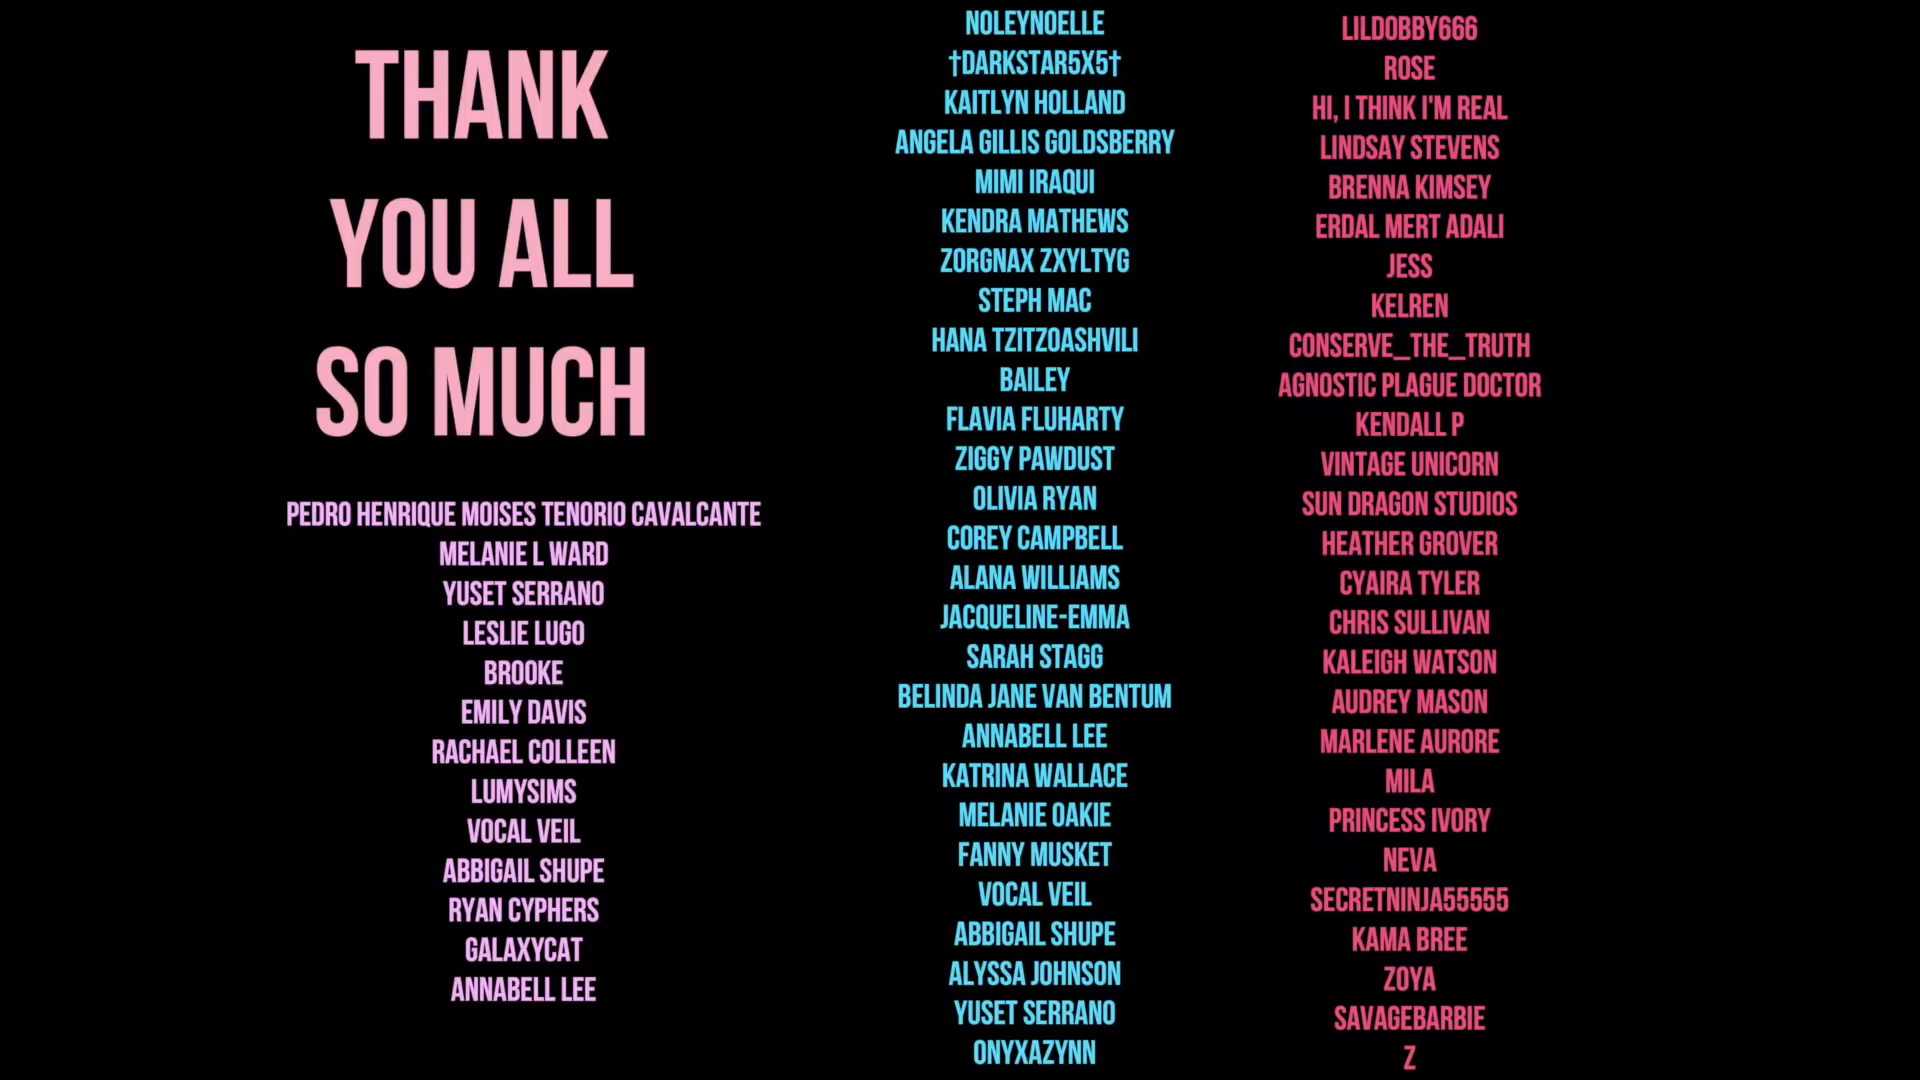 THANK
YOU ALL
SO MUCH
PEDRO HENRIQUE MOISES TENORIO CAVALCANTE
MELANIE L WARD
YUSET SERRANO
LESLIE LUGO
BROOKE
EMILY DAVIS
RACHAEL COLLEEN
LUMYSIMS
VOCAL VEIL
ABBIGAIL SHUPE
RYAN CYPHERS
GALAXYCAT
ANNABELL LEE
NOLEYNOELLE
†DARKSTAR5X5†
KAITLYN HOLLAND
ANGELA GILLIS GOLDSBERRY
MIMI IRAQUI
KENDRA MATHEWS
ZORGNAX ZXYLTYG
STEPH MAC
HANA TZITZOASHVILI
BAILEY
FLAVIA FLUHARTY
ZIGGY PAWDUST
OLIVIA RYAN
COREY CAMPBELL
ALANA WILLIAMS
JACQUELINE-EMMA
SARAH STAGG
BELINDA JANE VAN BENTUM
ANNABELL LEE
KATRINA WALLACE
MELANIE OAKIE
FANNY MUSKET
VOCAL VEIL
ABBIGAIL SHUPE
ALYSSA JOHNSON
YUSET SERRANO
ONYXAZYNN
LILDOBBY666
ROSE
HI, I THINK I'M REAL
LINDSAY STEVENS
BRENNA KIMSEY
ERDAL MERT ADALI
JESS
KELREN
CONSERVE_THE_TRUTH
AGNOSTIC PLAGUE DOCTOR
KENDALL P
VINTAGE UNICORN
SUN DRAGON STUDIOS
HEATHER GROVER
CYAIRA TYLER
CHRIS SULLIVAN
KALEIGH WATSON
AUDREY MASON
MARLENE AURORE
MILA
PRINCESS IVORY
NEVA
SECRETNINJA55555
KAMA BREE
ZOYA
SAVAGEBARBIE
Z